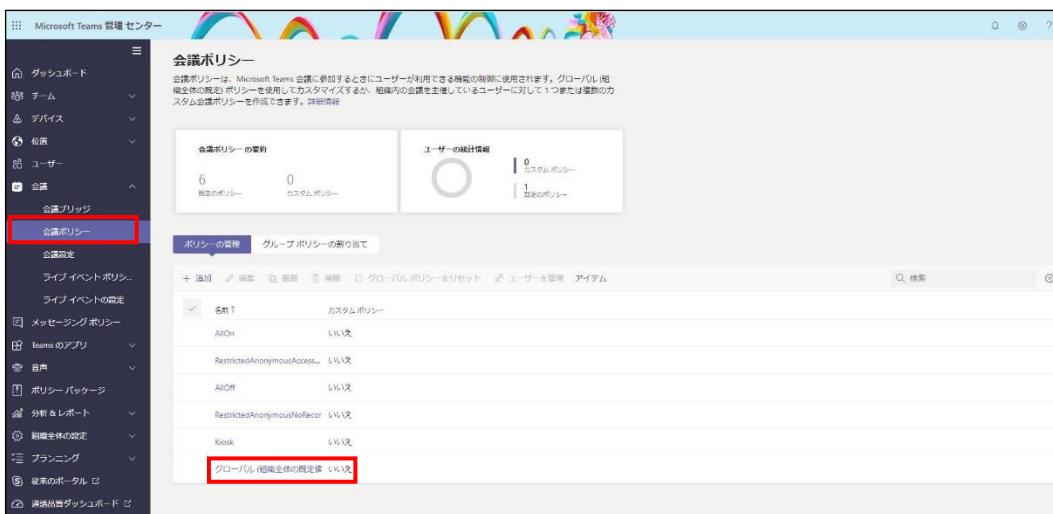 Microsoft Teams 管理センター
ダッシュボード
チーム
デバイス
位置
ユーザー
会議
会議ブリッジ
会議ポリシー
会議設定
ライブ イベント ポリシ...
ライブ イベントの設定
メッセージング ポリシー
Teams のアプリ
音声
ポリシー パッケージ
分析 & レポート
組織全体の設定
プランニング
従来のポータル
通話品質ダッシュボード
会議ポリシー
会議ポリシーは、Microsoft Teams 会議に参加するときにユーザーが利用できる機能の制御に使用されます。グローバル (組
織全体の既定) ポリシーを使用してカスタマイズするか、組織内の会議を主催しているユーザーに対して 1 つまたは複数のカ
スタム会議ポリシーを作成できます。詳細情報
会議ポリシー の要約
6
既定のポリシー
0
カスタム ポリシー
ユーザーの統計情報
0
カスタム ポリシー
1
既定のポリシー
ポリシーの管理 グループ ポリシーの割り当て
+ 追加 編集 複製 削除 グローバル ポリシーをリセット ユーザーを管理 アイテム 検索
名前 ↑ カスタム ポリシー
AllOn いいえ
RestrictedAnonymousAccess... いいえ
AllOff いいえ
RestrictedAnonymousNoRecor いいえ
Kiosk いいえ
グローバル (組織全体の既定値 いいえ